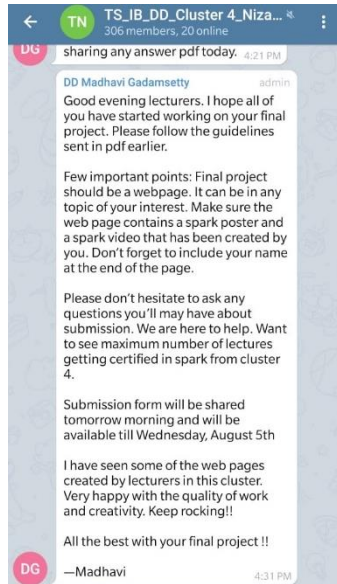 TS_IB_DD_Cluster 4_Niza...
306 members, 20 online
TN
DG
sharing any answer pdf today. 4:21 PM
DD Madhavi Gadamsetty admin
Good evening lecturers. I hope all of
you have started working on your final
project. Please follow the guidelines
sent in pdf earlier.
Few important points: Final project
should be a webpage. It can be in any
topic of your interest. Make sure the
web page contains a spark poster and
a spark video that has been created by
you. Don't forget to include your name
at the end of the page.
Please don't hesitate to ask any
questions you'll may have about
submission. We are here to help. Want
to see maximum number of lectures
getting certified in spark from cluster
4.
Submission form will be shared
tomorrow morning and will be
available till Wednesday, August 5th
I have seen some of the web pages
created by lecturers in this cluster.
Very happy with the quality of work
and creativity. Keep rocking!!
All the best with your final project !!
—Madhavi
4:31 PM
DG